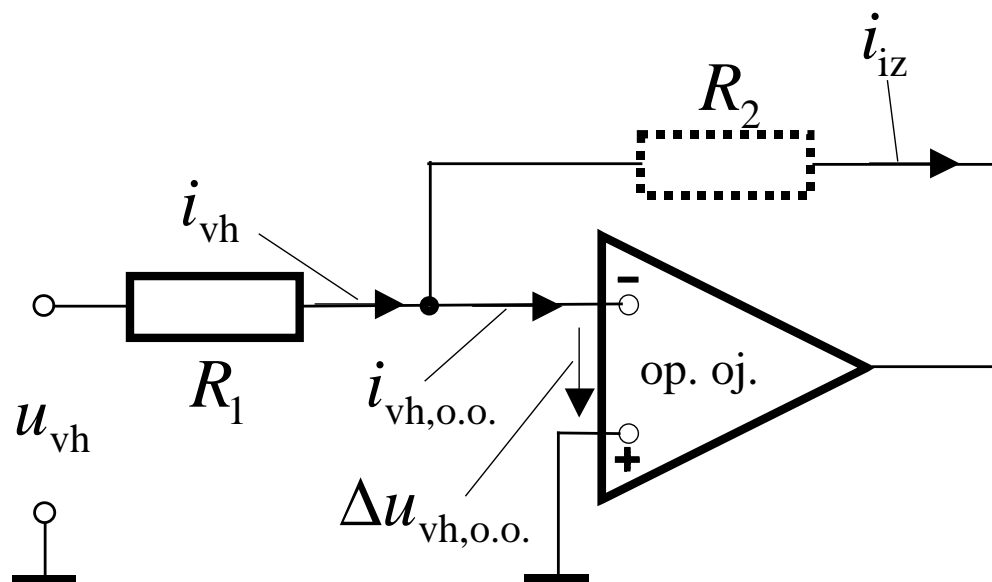 i_iz
R_2
i_vh
-
R_1
op. oj.
i_vh,o.o.
u_vh
+
Δu_vh,o.o.